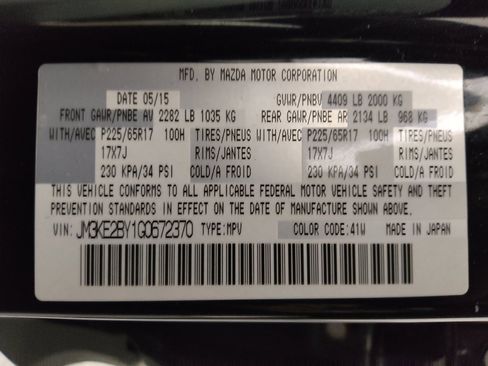 MFD. BY MAZDA MOTOR CORPORATION
DATE 05/15 GVWR/PNBV 4409 LB 2000 KG
FRONT GAWR/PNBE AV 2282 LB 1035 KG REAR GAWR/PNBE AR 2134 LB 968 KG
WITH/AVEC P225/65R17 100H TIRES/PNEUS WITH/AVEC P225/65R17 100H TIRES/PNEUS
17X7J RIMS/JANTES 17X7J RIMS/JANTES
230 KPA/34 PSI COLD/A FROID 230 KPA/34 PSI COLD/A FROID
THIS VEHICLE CONFORMS TO ALL APPLICABLE FEDERAL MOTOR VEHICLE SAFETY AND THEFT
PREVENTION STANDARDS IN EFFECT ON THE DATE OF MANUFACTURE SHOWN ABOVE.
VIN: JM3KE2BY1G0672370 TYPE:MPV COLOR CODE:41W MADE IN JAPAN